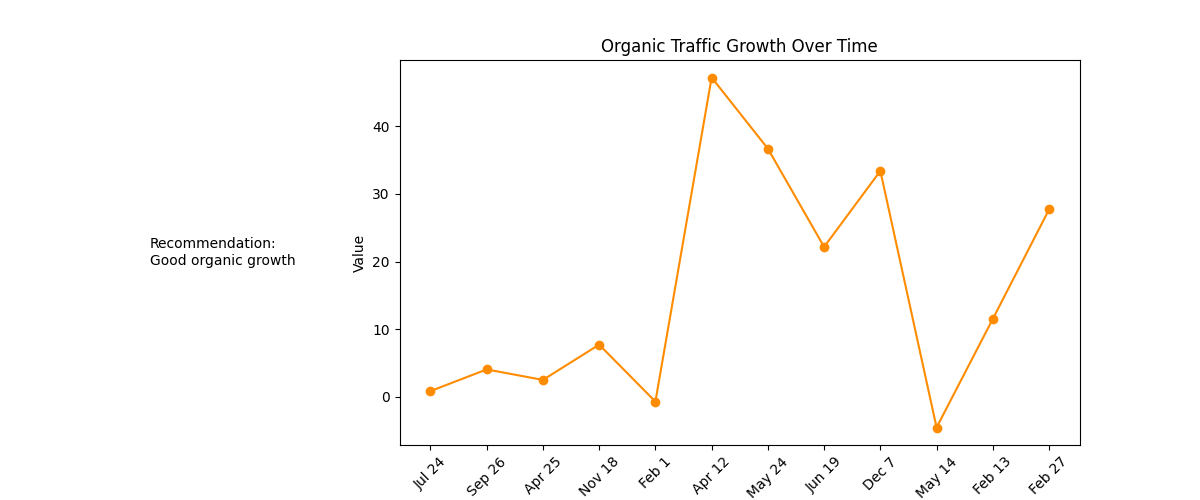 Organic Traffic Growth Over Time
Recommendation:
Good organic growth
Value
40
30
20
10
0
Jul 24
Sep 26
Apr 25
Nov 18
Feb 1
Apr 12
May 24
Jun 19
Dec 7
May 14
Feb 13
Feb 27